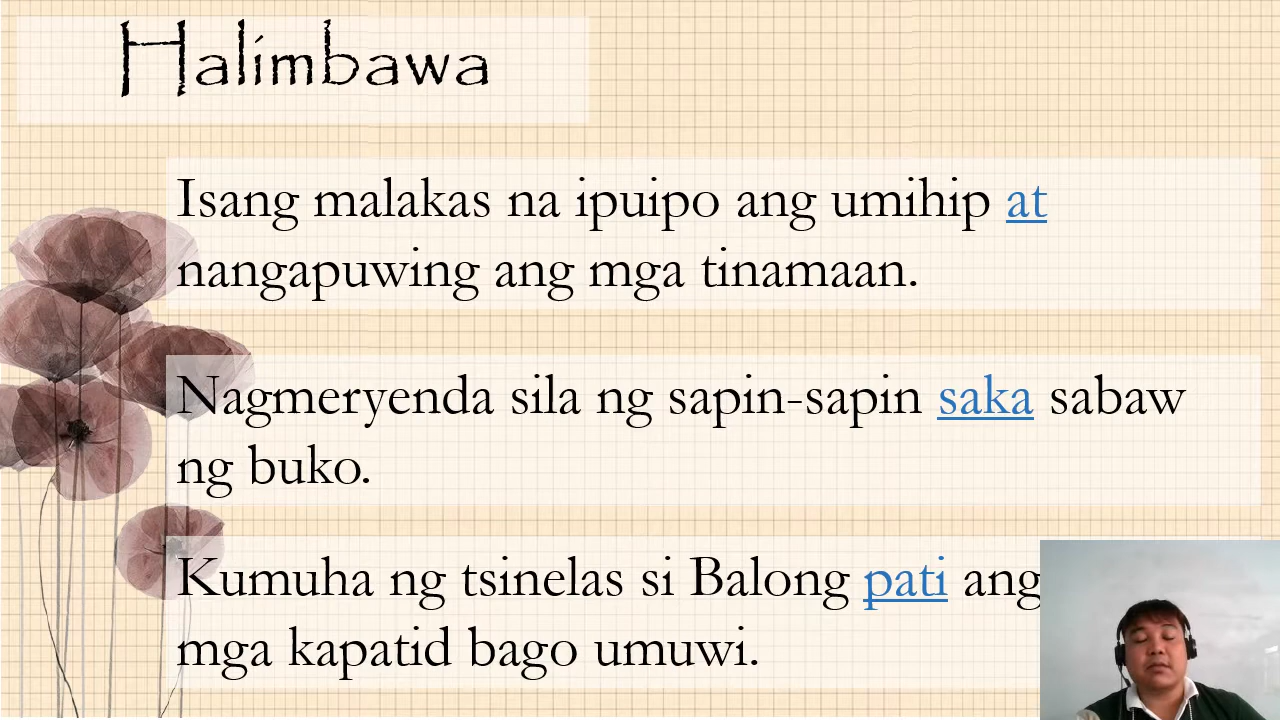 Halimbawa
Isang malakas na ipuipo ang umihip at
nangapuwing ang mga tinamaan.
Nagmeryenda sila ng sapin-sapin saka sabaw
ng buko.
Kumuha ng tsinelas si Balong pati ang
mga kapatid bago umuwi.